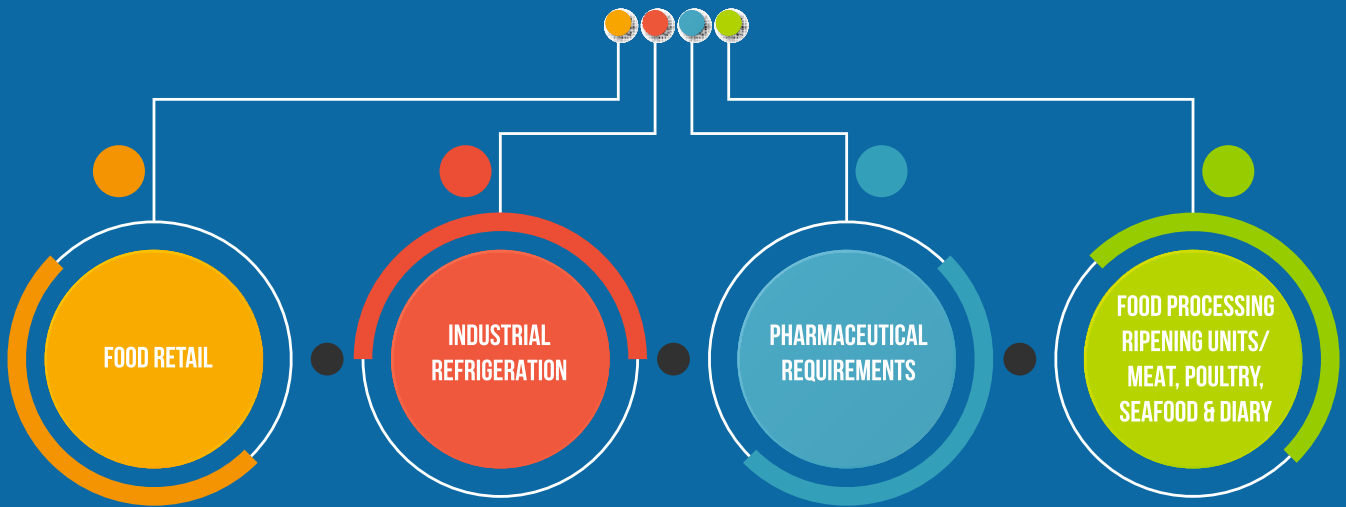 FOOD RETAIL
INDUSTRIAL
REFRIGERATION
PHARMACEUTICAL
REQUIREMENTS
FOOD PROCESSING
RIPENING UNITS/
MEAT, POULTRY,
SEAFOOD & DIARY